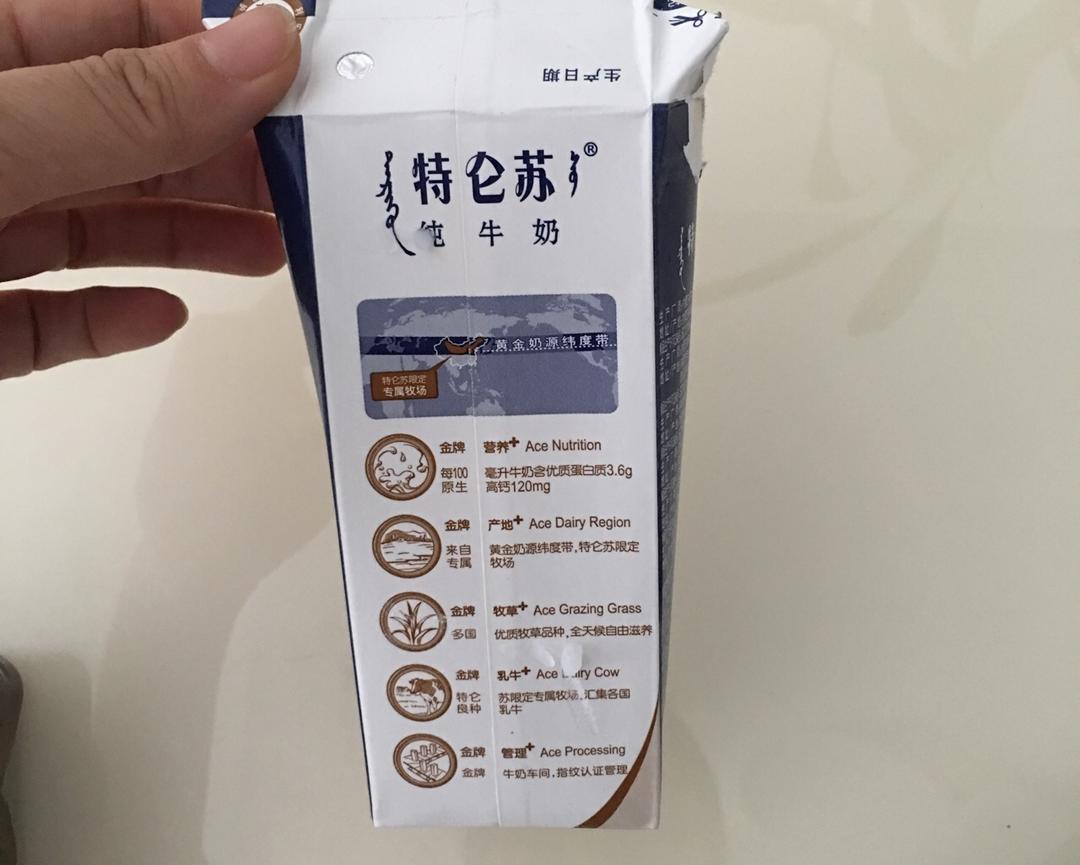 生产日期
特仑苏®
纯牛奶
黄金奶源纬度带
特仑苏限定
专属牧场
金牌 营养+ Ace Nutrition
每100毫升牛奶含优质蛋白质3.6g
原生高钙120mg
金牌 产地+ Ace Dairy Region
来自黄金奶源纬度带,特仑苏限定
专属牧场
金牌 牧草+ Ace Grazing Grass
多国优质牧草品种,全天候自由滋养
金牌 乳牛+ Ace Dairy Cow
特仑苏限定专属牧场,汇集各国
良种乳牛
金牌 管理+ Ace Processing
金牌牛奶车间,指纹认证管理